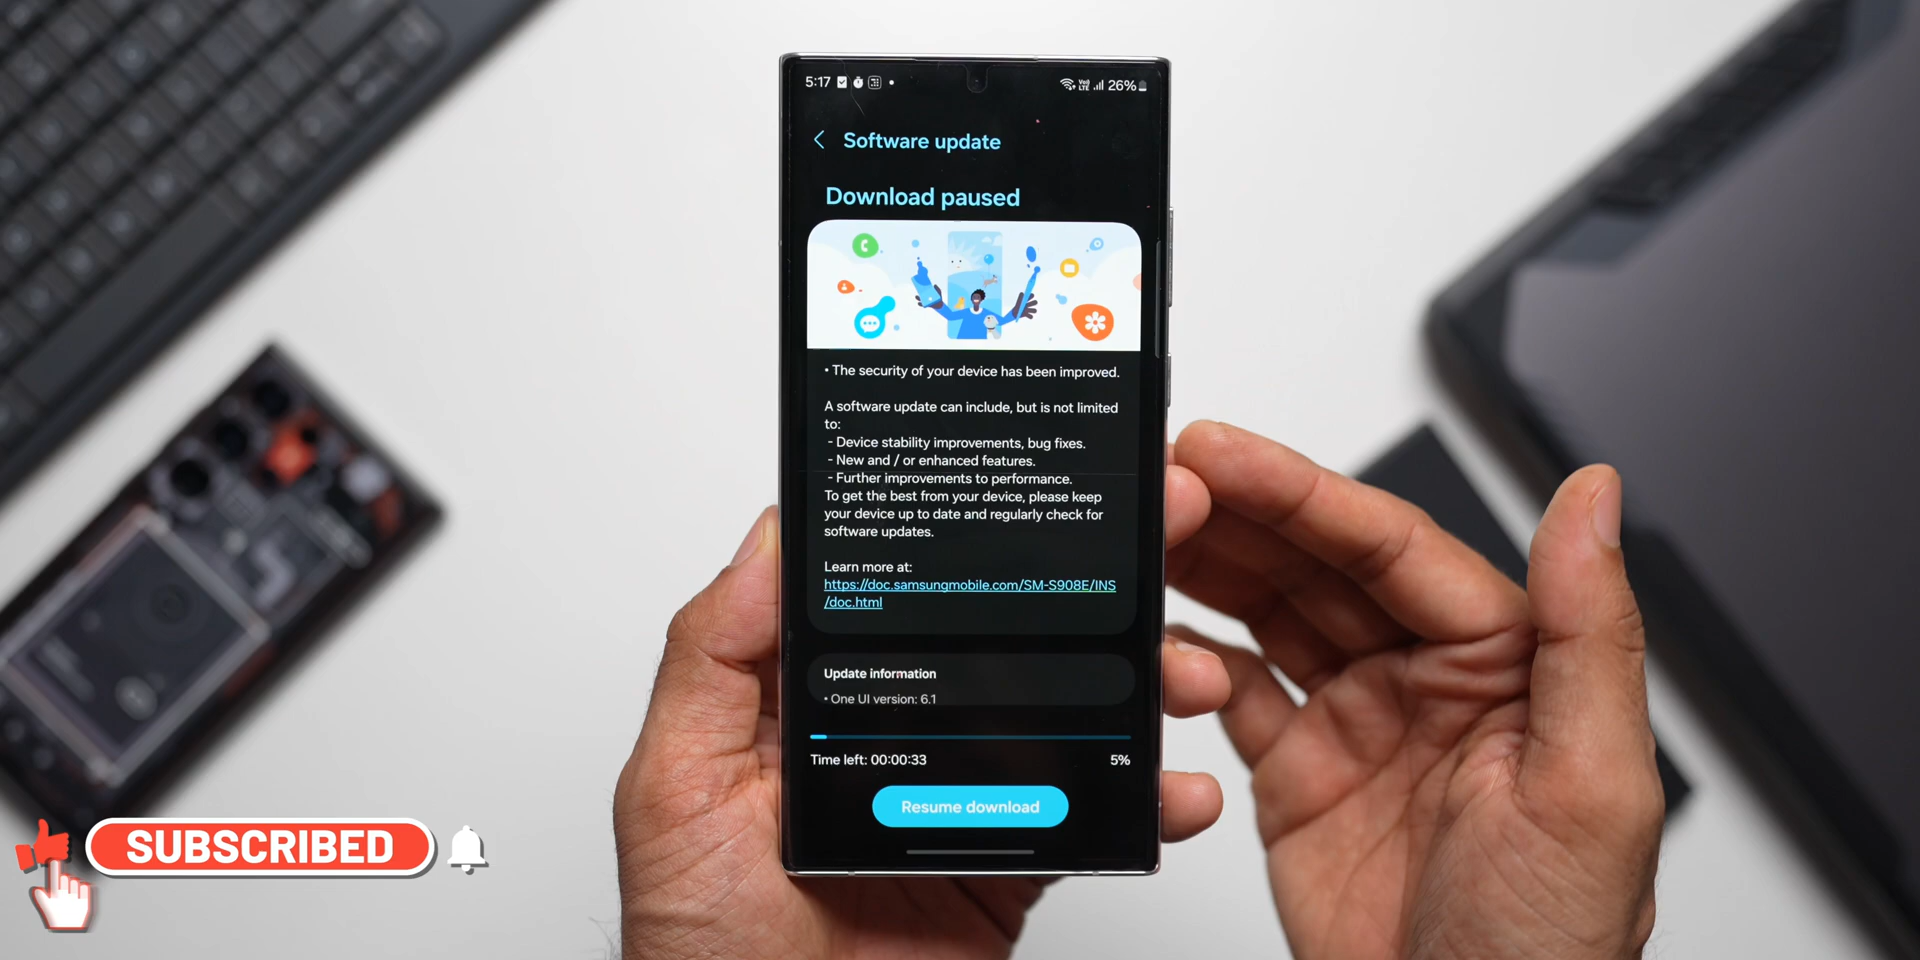 5:17
Vo)) LTE 26%
Software update
Download paused
• The security of your device has been improved.
A software update can include, but is not limited
to:
- Device stability improvements, bug fixes.
- New and / or enhanced features.
- Further improvements to performance.
To get the best from your device, please keep
your device up to date and regularly check for
software updates.
Learn more at:
https://doc.samsungmobile.com/SM-S908E/INS
/doc.html
Update information
• One UI version: 6.1
Time left: 00:00:33 5%
Resume download
SUBSCRIBED